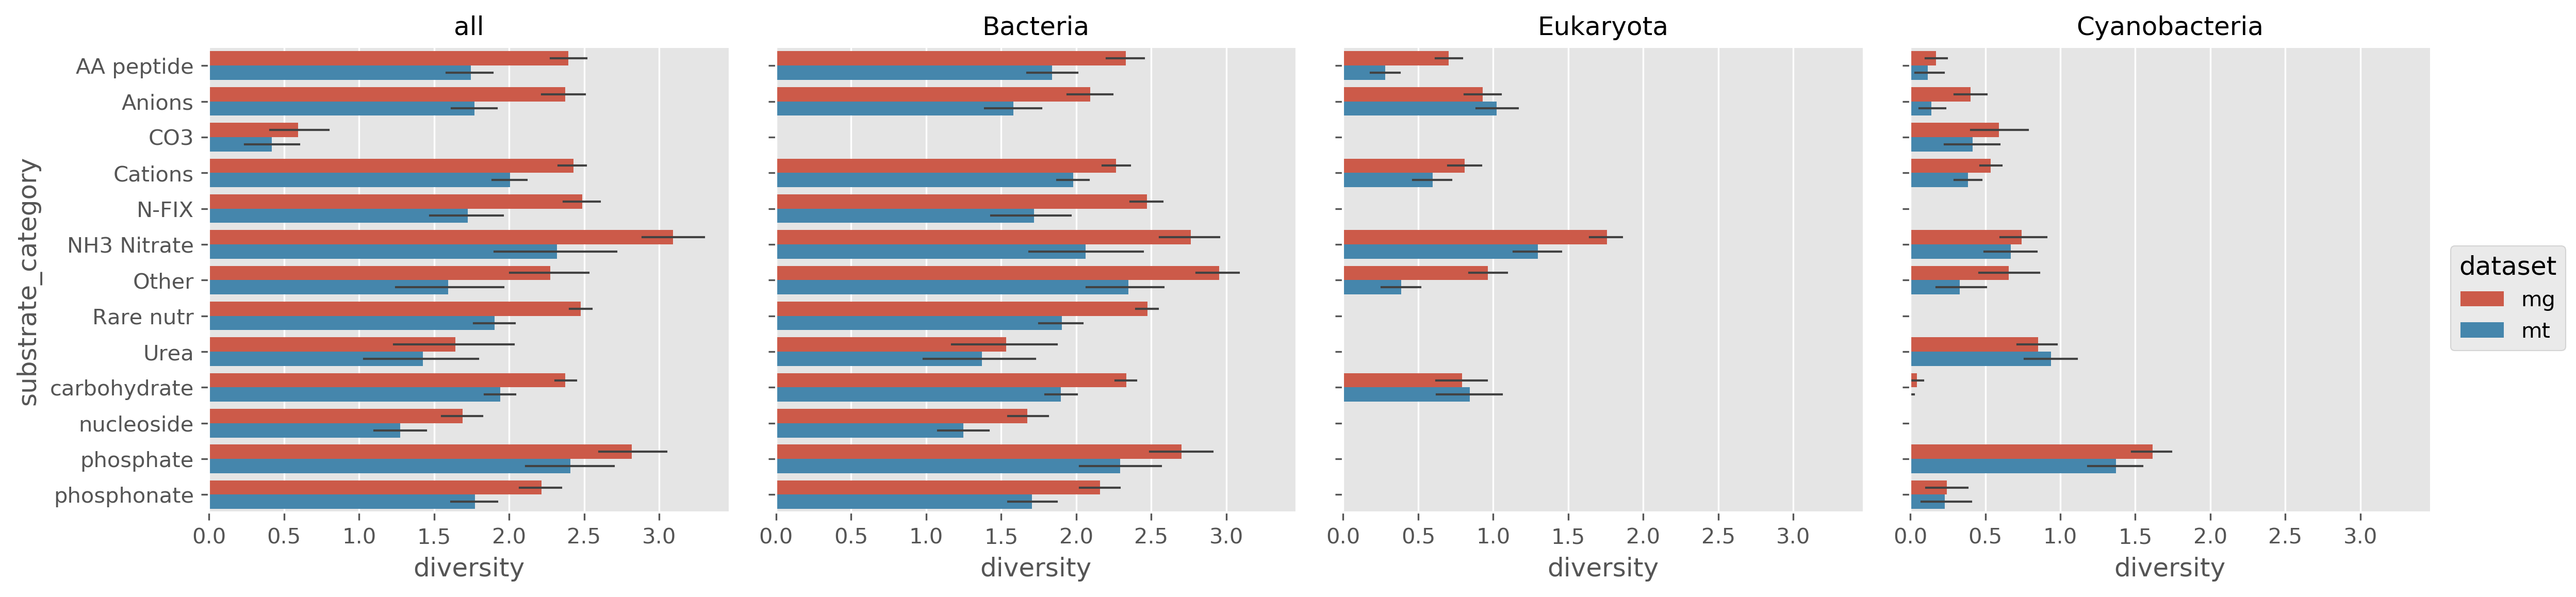 all
Bacteria
Eukaryota
Cyanobacteria
substrate_category
AA peptide
Anions
CO3
Cations
N-FIX
NH3 Nitrate
Other
Rare nutr
Urea
carbohydrate
nucleoside
phosphate
phosphonate
0.0 0.5 1.0 1.5 2.0 2.5 3.0
0.0 0.5 1.0 1.5 2.0 2.5 3.0
0.0 0.5 1.0 1.5 2.0 2.5 3.0
0.0 0.5 1.0 1.5 2.0 2.5 3.0
diversity
diversity
diversity
diversity
dataset
mg
mt